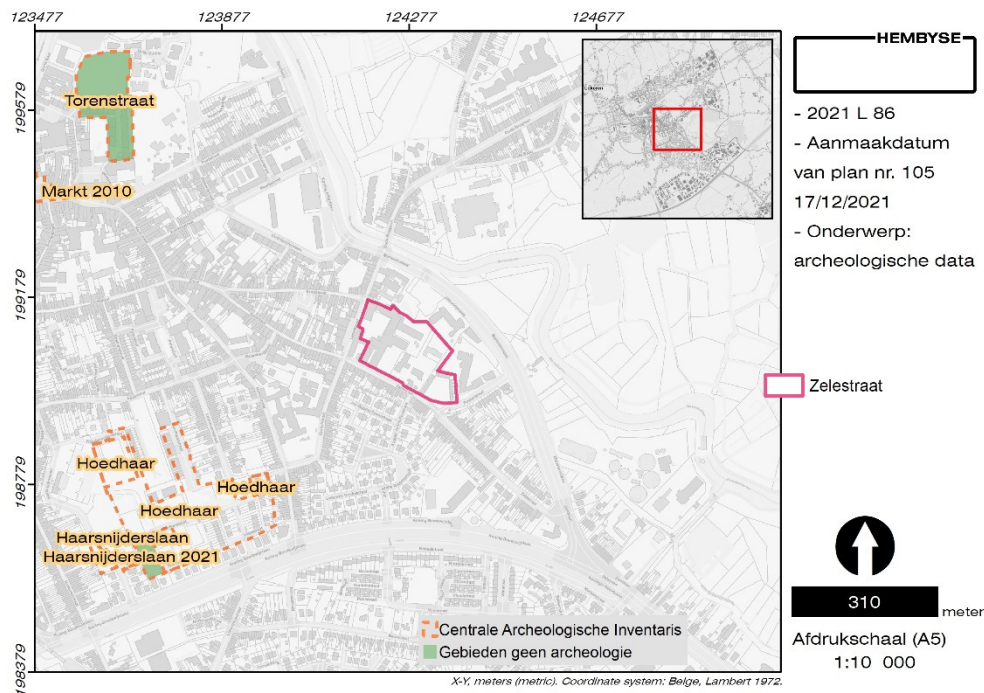 123477
123877
124277
124677
199579
199179
198779
198379
Torenstraat
Markt 2010
Hoedhaar
Hoedhaar
Hoedhaar
Haarsnijderslaan
Haarsnijderslaan 2021
Centrale Archeologische Inventaris
Gebieden geen archeologie
X-Y, meters (metric). Coordinate system: Belge, Lambert 1972.
HEMBYSE
- 2021 L 86
- Aanmaakdatum
van plan nr. 105
17/12/2021
- Onderwerp:
archeologische data
Zelestraat
310
meter
Afdrukschaal (A5)
1:10 000